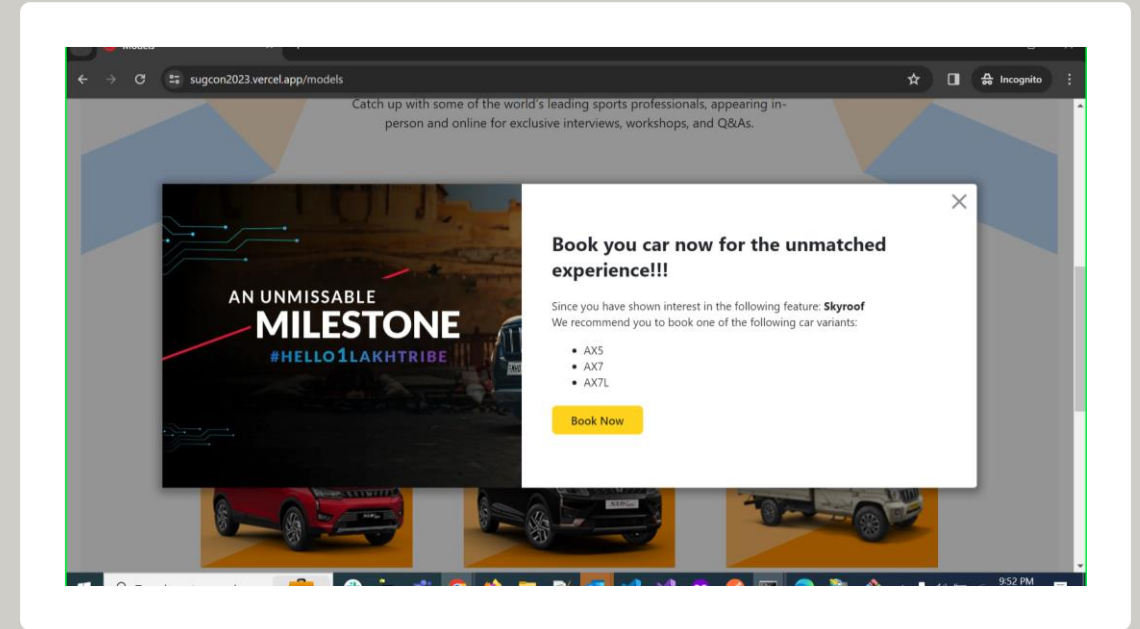 Models
sugcon2023.vercel.app/models
Incognito
Catch up with some of the world's leading sports professionals, appearing in-
person and online for exclusive interviews, workshops, and Q&As.
AN UNMISSABLE
MILESTONE
#HELLO1LAKHTRIBE
Book you car now for the unmatched
experience!!!
Since you have shown interest in the following feature: Skyroof
We recommend you to book one of the following car variants:
• AX5
• AX7
• AX7L
Book Now
9:52 PM